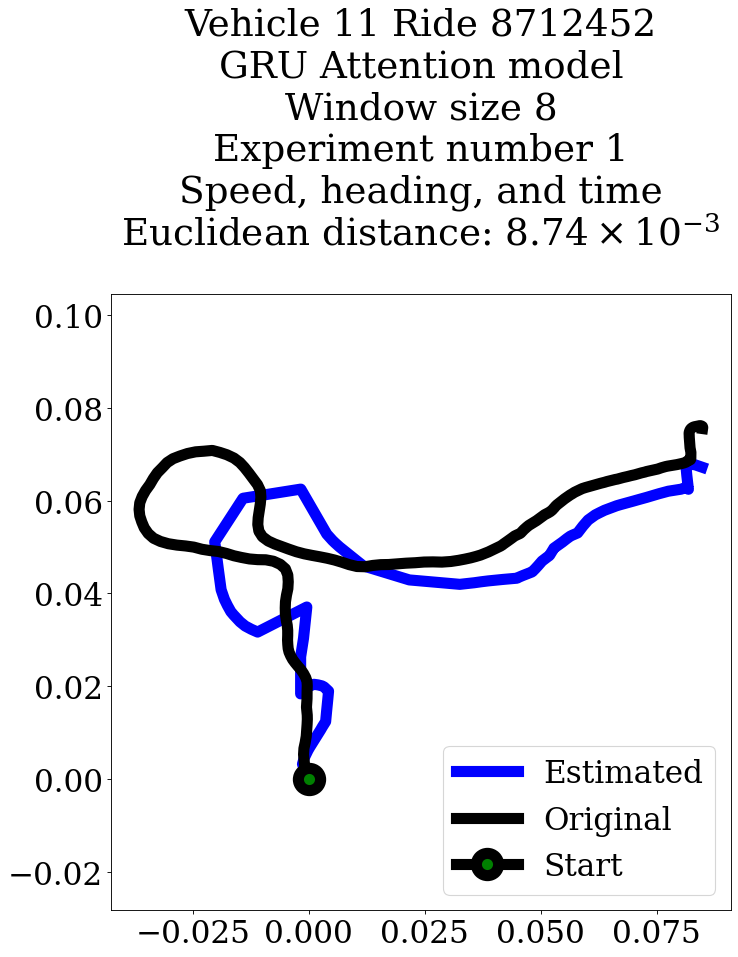 Vehicle 11 Ride 8712452
GRU Attention model
Window size 8
Experiment number 1
Speed, heading, and time
Euclidean distance: 8.74 × 10⁻³
0.10
0.08
0.06
0.04
0.02
0.00
−0.02
Estimated
Original
Start
−0.025 0.000 0.025 0.050 0.075